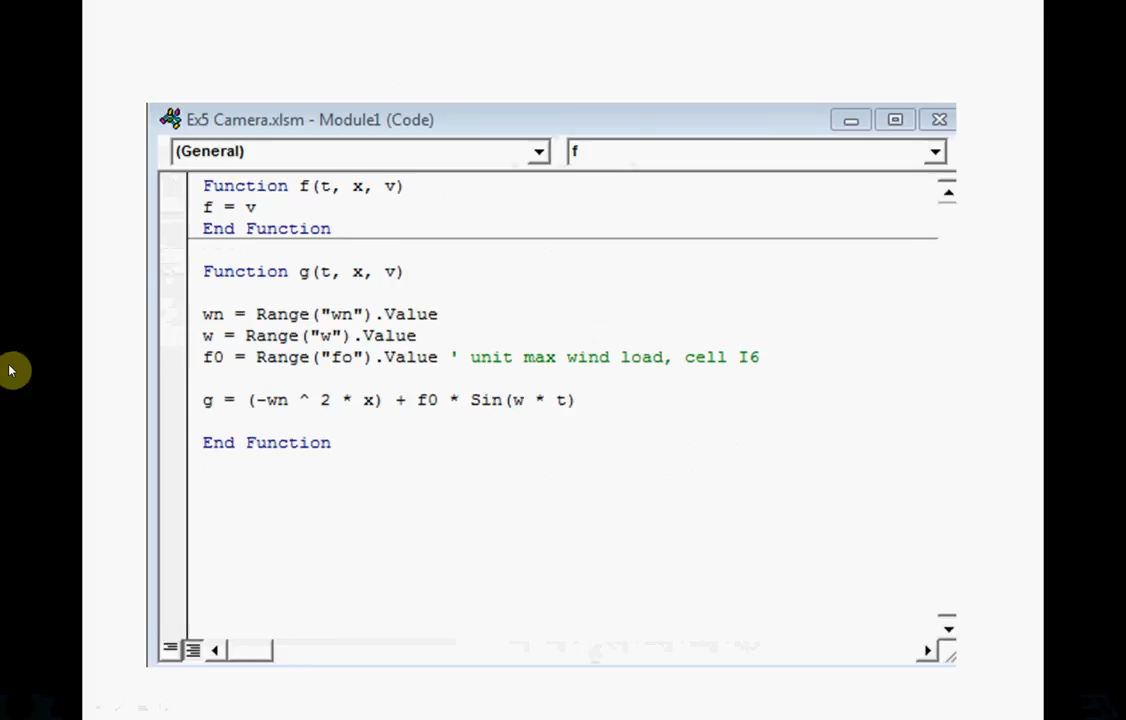 Ex5 Camera.xlsm - Module1 (Code)
(General) f
Function f(t, x, v)
f = v
End Function
Function g(t, x, v)
wn = Range("wn").Value
w = Range("w").Value
f0 = Range("fo").Value ' unit max wind load, cell I6
g = (-wn ^ 2 * x) + f0 * Sin(w * t)
End Function